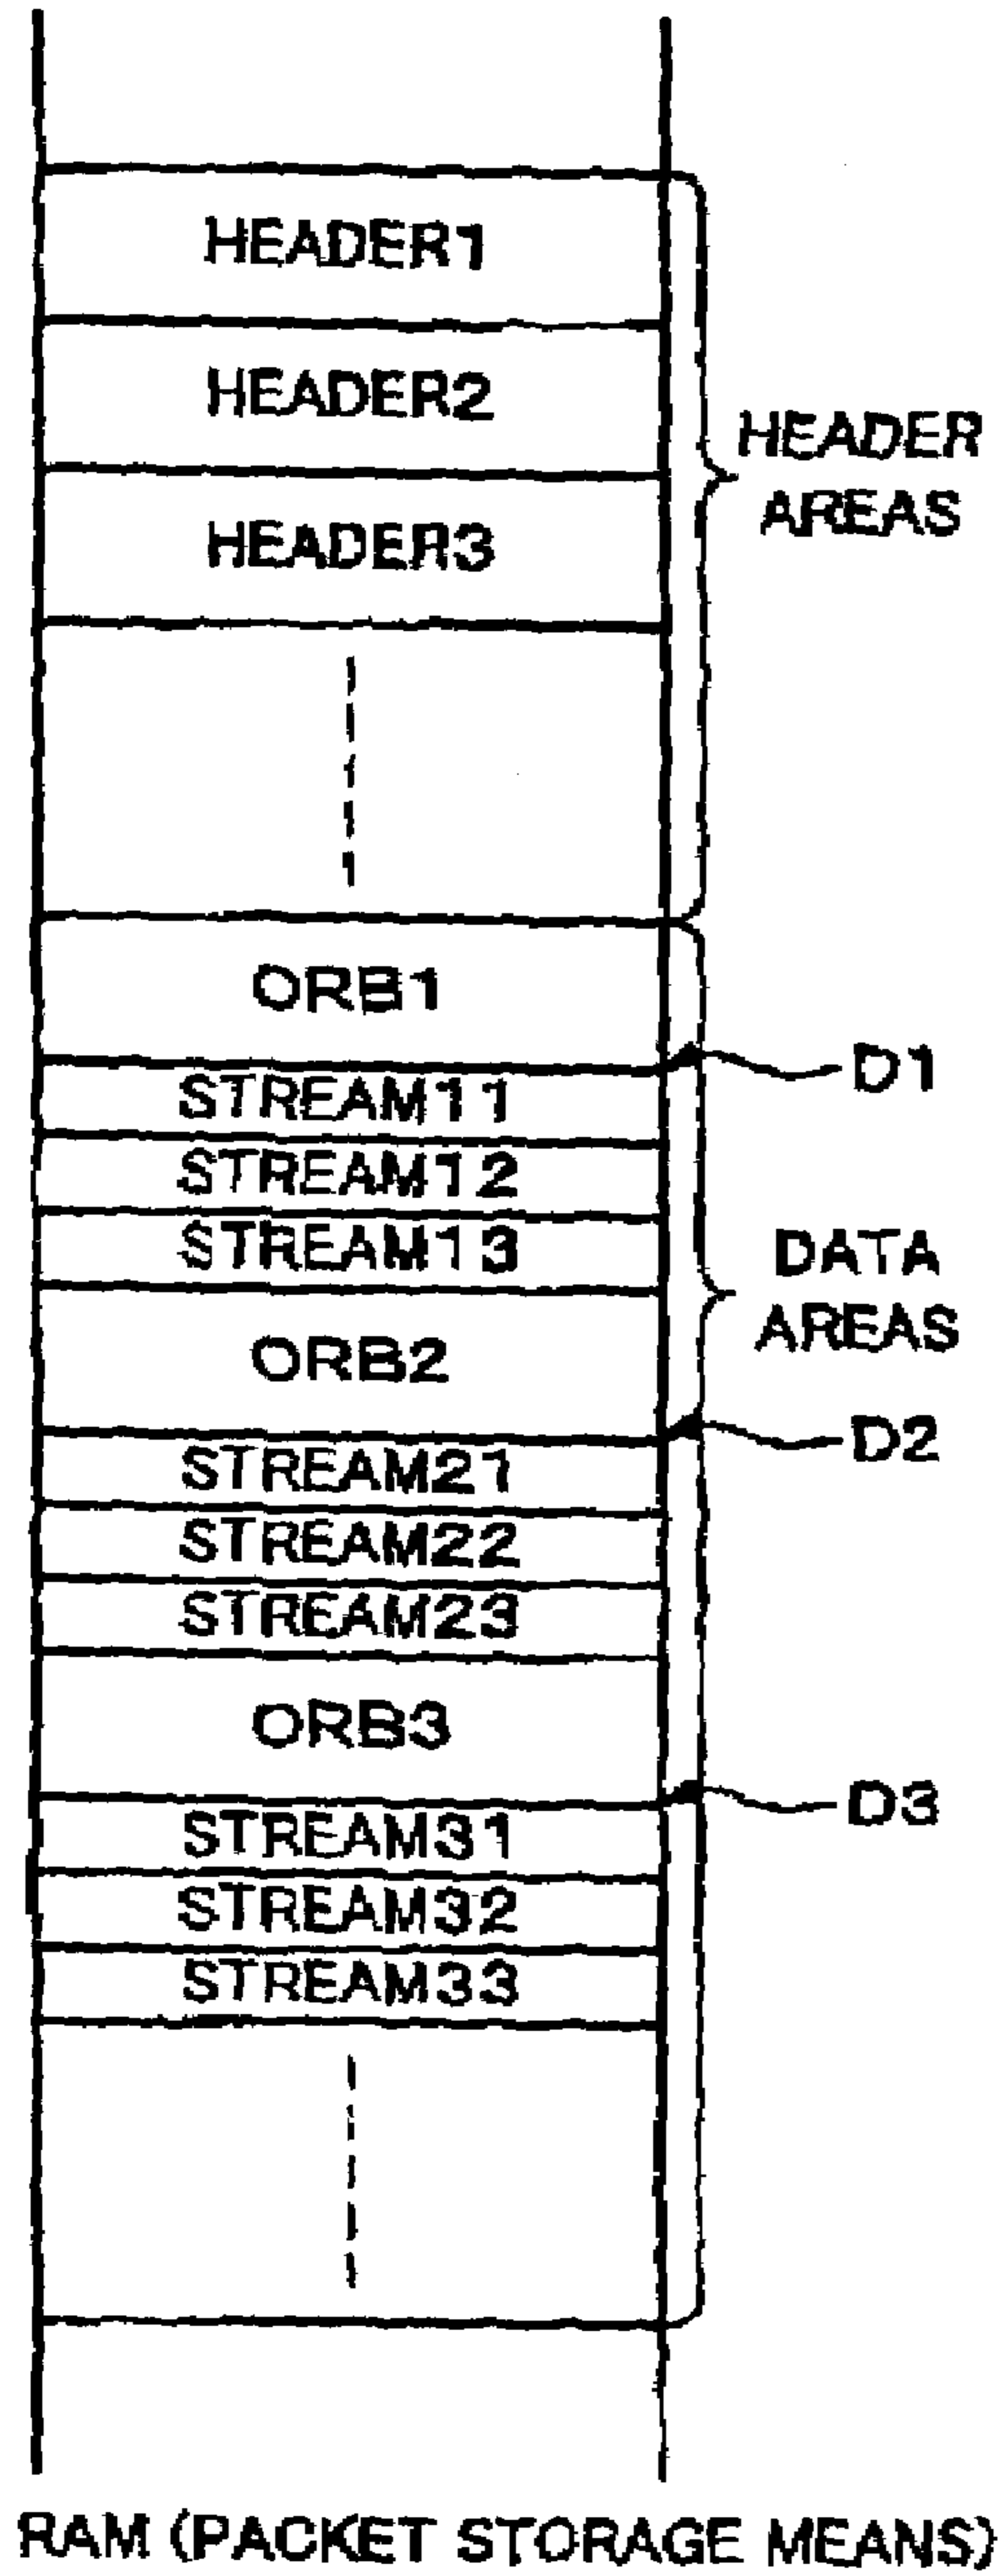 HEADER1
HEADER2
HEADER3
HEADER
AREAS
ORB1
D1
STREAM11
STREAM12
STREAM13
DATA
AREAS
ORB2
D2
STREAM21
STREAM22
STREAM23
ORB3
D3
STREAM31
STREAM32
STREAM33
RAM (PACKET STORAGE MEANS)